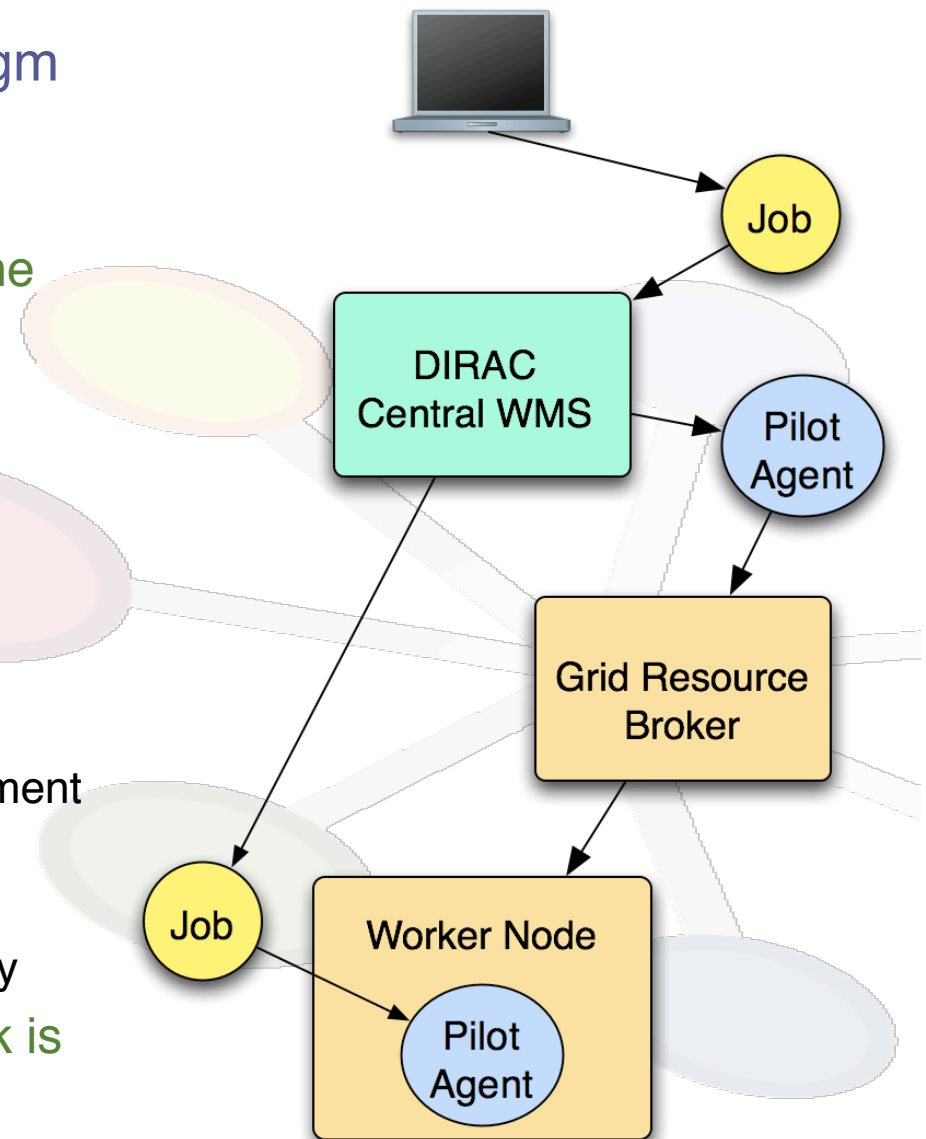 gm
Job
ne
DIRAC
Central WMS
Pilot
Agent
Grid Resource
Broker
ment
Job
Worker Node
y
k is
Pilot
Agent